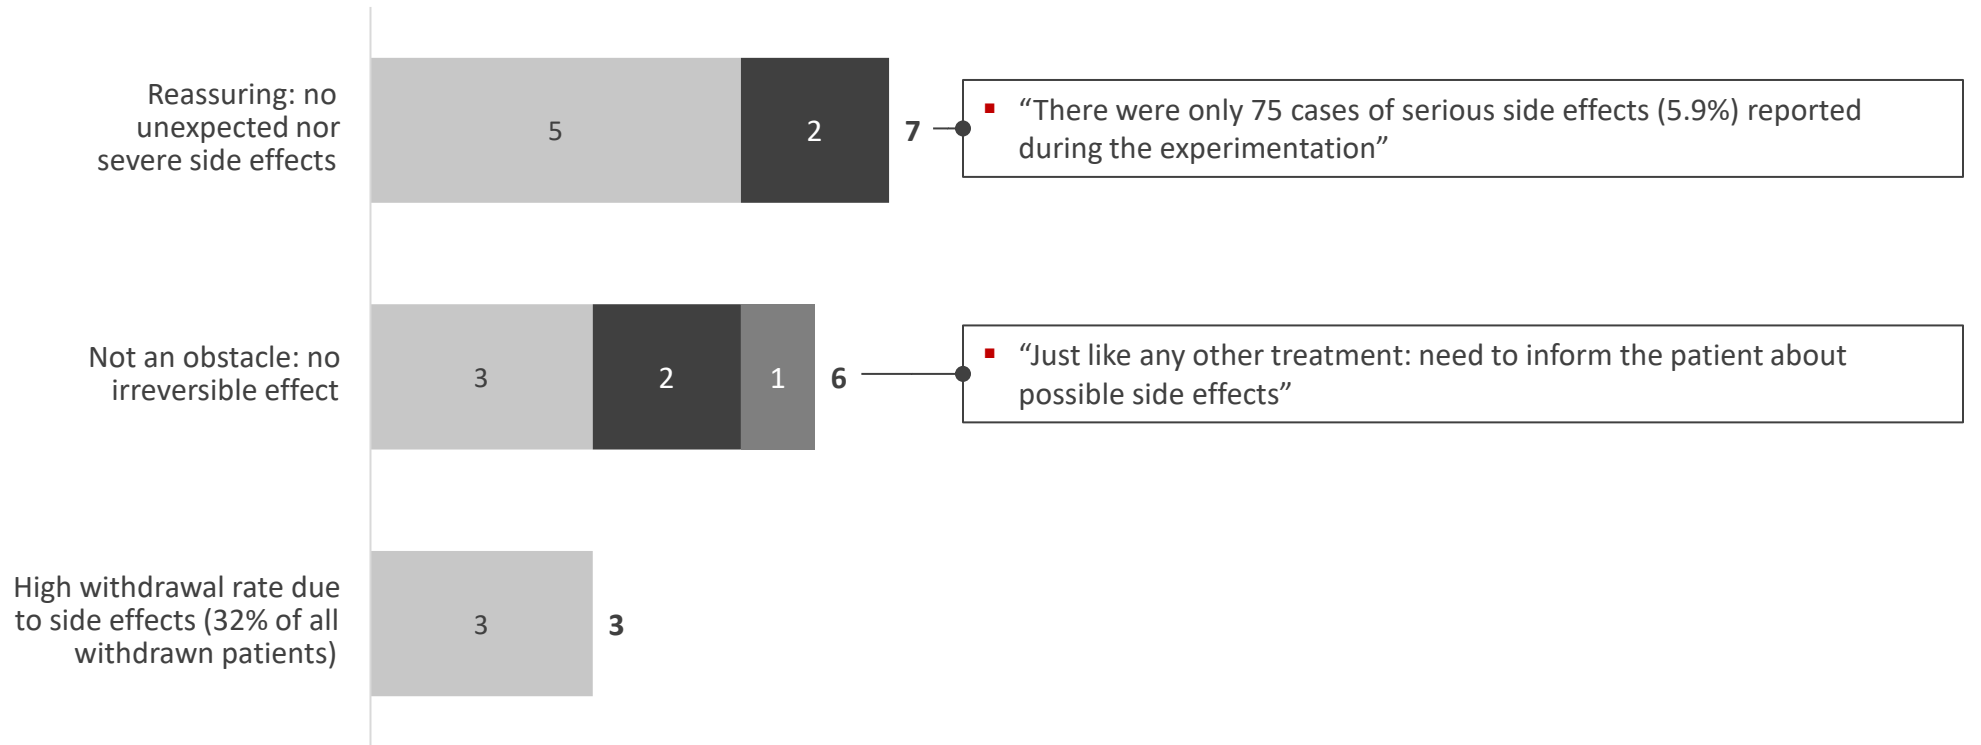 Reassuring: no
unexpected nor
severe side effects
5
2
7
▪ “There were only 75 cases of serious side effects (5.9%) reported
during the experimentation”
Not an obstacle: no
irreversible effect
3
2
1
6
▪ “Just like any other treatment: need to inform the patient about
possible side effects”
High withdrawal rate due
to side effects (32% of all
withdrawn patients)
3
3